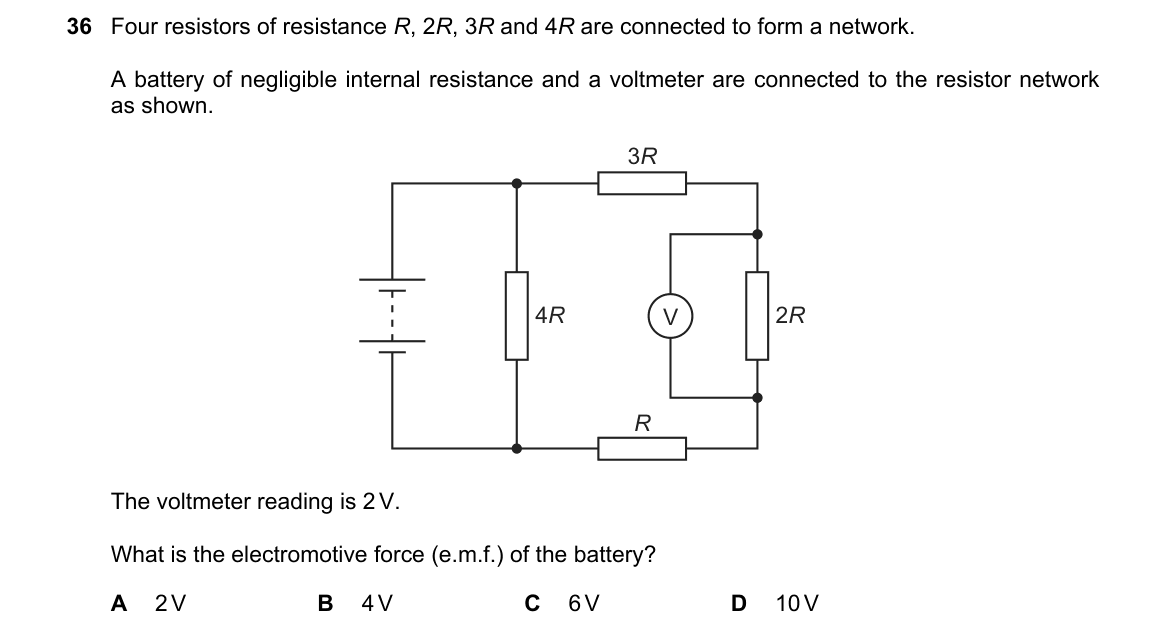 36 Four resistors of resistance R, 2R, 3R and 4R are connected to form a network.
A battery of negligible internal resistance and a voltmeter are connected to the resistor network
as shown.
3R
4R
V
2R
R
The voltmeter reading is 2 V.
What is the electromotive force (e.m.f.) of the battery?
A 2 V B 4 V C 6 V D 10 V